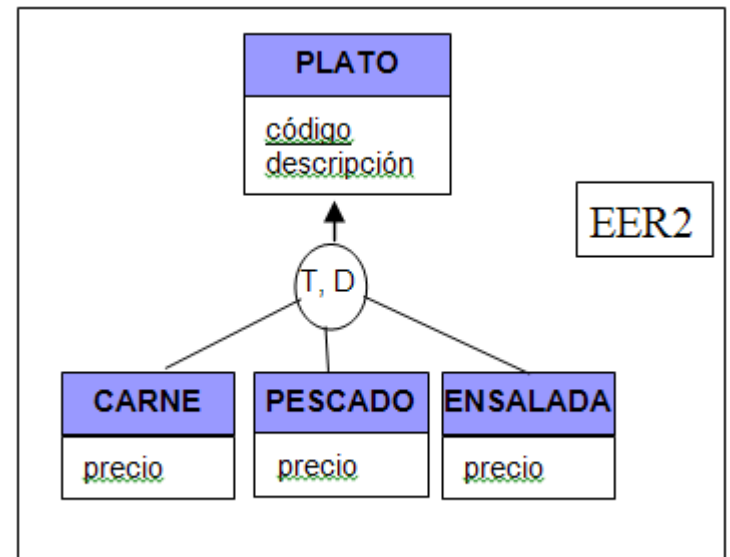 PLATO
código
descripción
EER2
T, D
CARNE
PESCADO
ENSALADA
precio
precio
precio